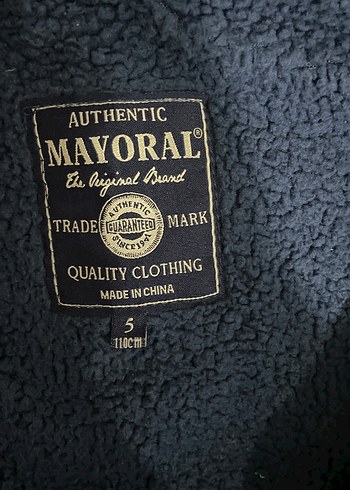 AUTHENTIC
MAYORAL®
The Original Brand
TRADE MARK
AUTHENTIC
GUARANTEED
SINCE 1941
QUALITY CLOTHING
MADE IN CHINA
5
110cm